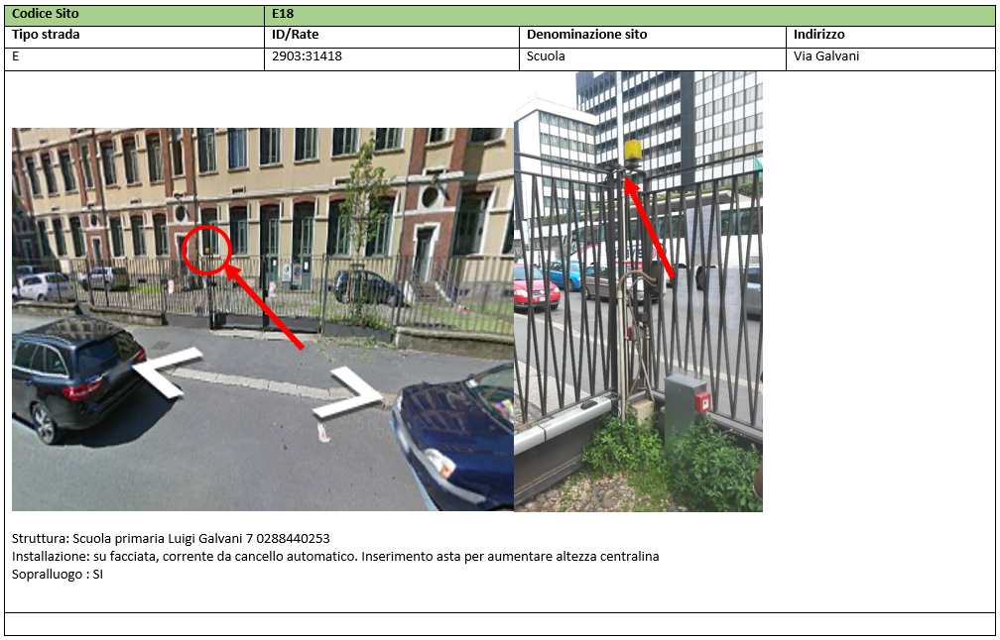 Codice Sito E18
Tipo strada ID/Rate Denominazione sito Indirizzo
E 2903:31418 Scuola Via Galvani
Struttura: Scuola primaria Luigi Galvani 7 0288440253
Installazione: su facciata, corrente da cancello automatico. Inserimento asta per aumentare altezza centralina
Sopralluogo : SI